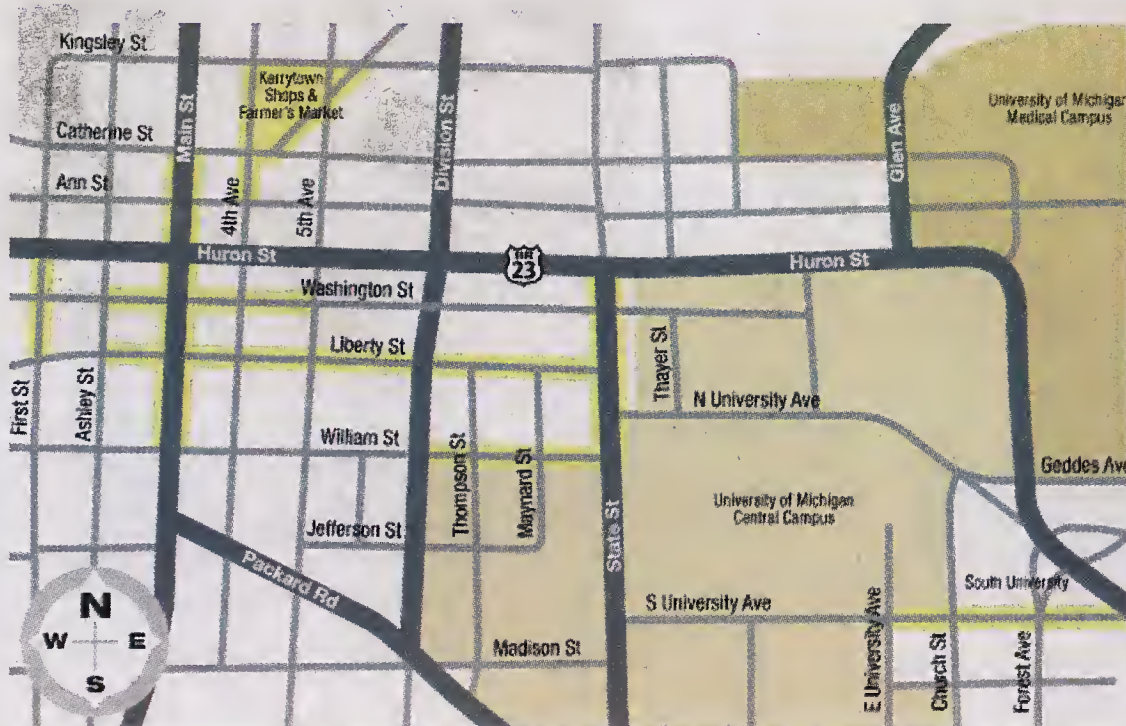 Kingsley St
Kerrytown
Shops &
Farmer's Market
University of Michigan
Medical Campus
Main St
Division St
Glen Ave
Catherine St
Ann St
4th Ave
5th Ave
Huron St
BR
23
Huron St
Washington St
Liberty St
Thayer St
First St
Ashley St
N University Ave
William St
Thompson St
Maynard St
Geddes Ave
University of Michigan
Central Campus
Jefferson St
State St
Packard Rd
South University
S University Ave
E University Ave
Church St
Forest Ave
Madison St
N
W
E
S